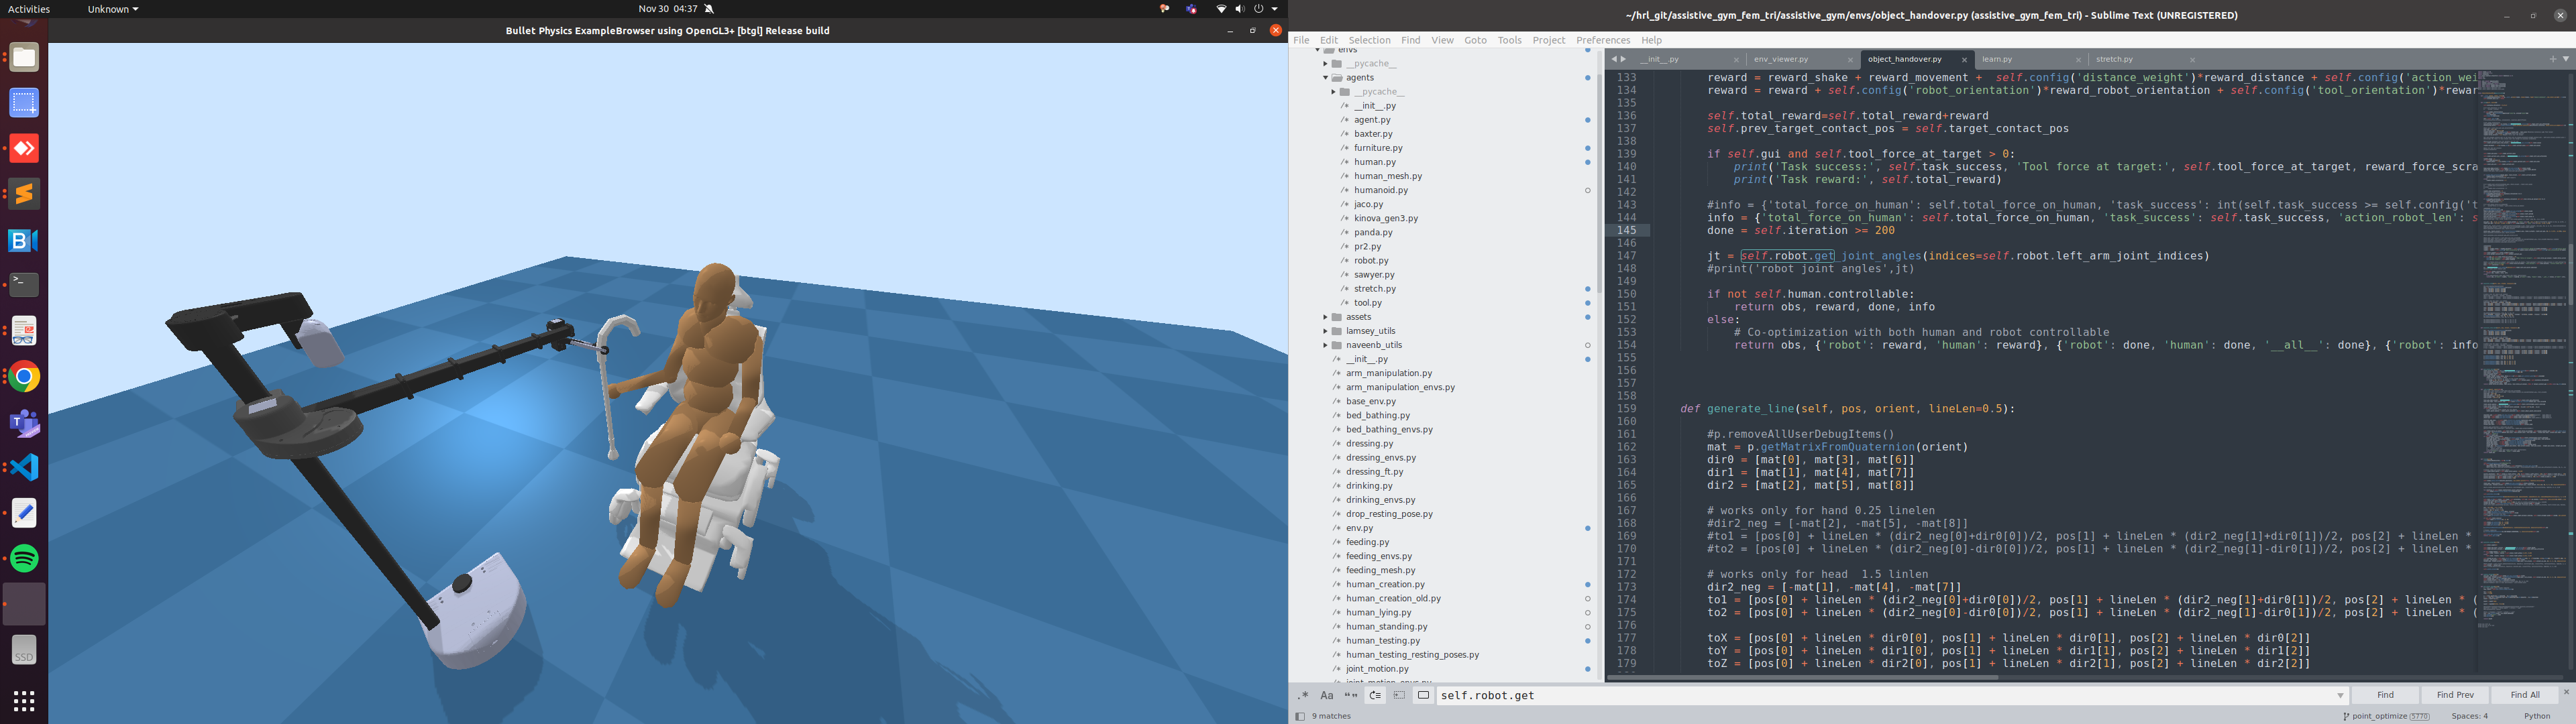 Activities
Unknown
Nov 30 04:37
Bullet Physics ExampleBrowser using OpenGL3+ [btgl] Release build
SSD
~/hrl_git/assistive_gym_fem_tri/assistive_gym/envs/object_handover.py (assistive_gym_fem_tri) - Sublime Text (UNREGISTERED)
File Edit Selection Find View Goto Tools Project Preferences Help
envs
__pycache__
agents
__pycache__
__init__.py
agent.py
baxter.py
furniture.py
human.py
human_mesh.py
humanoid.py
jaco.py
kinova_gen3.py
panda.py
pr2.py
robot.py
sawyer.py
stretch.py
tool.py
assets
lamsey_utils
naveenb_utils
__init__.py
arm_manipulation.py
arm_manipulation_envs.py
base_env.py
bed_bathing.py
bed_bathing_envs.py
dressing.py
dressing_envs.py
dressing_ft.py
drinking.py
drinking_envs.py
drop_resting_pose.py
env.py
feeding.py
feeding_envs.py
feeding_mesh.py
human_creation.py
human_creation_old.py
human_lying.py
human_standing.py
human_testing.py
human_testing_resting_poses.py
joint_motion.py
joint_motion_envs.py
__init__.py env_viewer.py object_handover.py learn.py stretch.py
133 reward = reward_shake + reward_movement + self.config('distance_weight')*reward_distance + self.config('action_wei
134 reward = reward + self.config('robot_orientation')*reward_robot_orientation + self.config('tool_orientation')*rewar
135
136 self.total_reward=self.total_reward+reward
137 self.prev_target_contact_pos = self.target_contact_pos
138
139 if self.gui and self.tool_force_at_target > 0:
140 print('Task success:', self.task_success, 'Tool force at target:', self.tool_force_at_target, reward_force_scra
141 print('Task reward:', self.total_reward)
142
143 #info = {'total_force_on_human': self.total_force_on_human, 'task_success': int(self.task_success >= self.config('t
144 info = {'total_force_on_human': self.total_force_on_human, 'task_success': self.task_success, 'action_robot_len': s
145 done = self.iteration >= 200
146
147 jt = self.robot.get_joint_angles(indices=self.robot.left_arm_joint_indices)
148 #print('robot joint angles',jt)
149
150 if not self.human.controllable:
151 return obs, reward, done, info
152 else:
153 # Co-optimization with both human and robot controllable
154 return obs, {'robot': reward, 'human': reward}, {'robot': done, 'human': done, '__all__': done}, {'robot': info
155
156
157
158
159 def generate_line(self, pos, orient, lineLen=0.5):
160
161 #p.removeAllUserDebugItems()
162 mat = p.getMatrixFromQuaternion(orient)
163 dir0 = [mat[0], mat[3], mat[6]]
164 dir1 = [mat[1], mat[4], mat[7]]
165 dir2 = [mat[2], mat[5], mat[8]]
166
167 # works only for hand 0.25 linelen
168 #dir2_neg = [-mat[2], -mat[5], -mat[8]]
169 #to1 = [pos[0] + lineLen * (dir2_neg[0]+dir0[0])/2, pos[1] + lineLen * (dir2_neg[1]+dir0[1])/2, pos[2] + lineLen *
170 #to2 = [pos[0] + lineLen * (dir2_neg[0]-dir0[0])/2, pos[1] + lineLen * (dir2_neg[1]-dir0[1])/2, pos[2] + lineLen *
171
172 # works only for head  1.5 linlen
173 dir2_neg = [-mat[1], -mat[4], -mat[7]]
174 to1 = [pos[0] + lineLen * (dir2_neg[0]+dir0[0])/2, pos[1] + lineLen * (dir2_neg[1]+dir0[1])/2, pos[2] + lineLen * (
175 to2 = [pos[0] + lineLen * (dir2_neg[0]-dir0[0])/2, pos[1] + lineLen * (dir2_neg[1]-dir0[1])/2, pos[2] + lineLen * (
176
177 toX = [pos[0] + lineLen * dir0[0], pos[1] + lineLen * dir0[1], pos[2] + lineLen * dir0[2]]
178 toY = [pos[0] + lineLen * dir1[0], pos[1] + lineLen * dir1[1], pos[2] + lineLen * dir1[2]]
179 toZ = [pos[0] + lineLen * dir2[0], pos[1] + lineLen * dir2[1], pos[2] + lineLen * dir2[2]]
.* Aa “” self.robot.get Find Find Prev Find All
9 matches
point_optimize 5770 Spaces: 4 Python